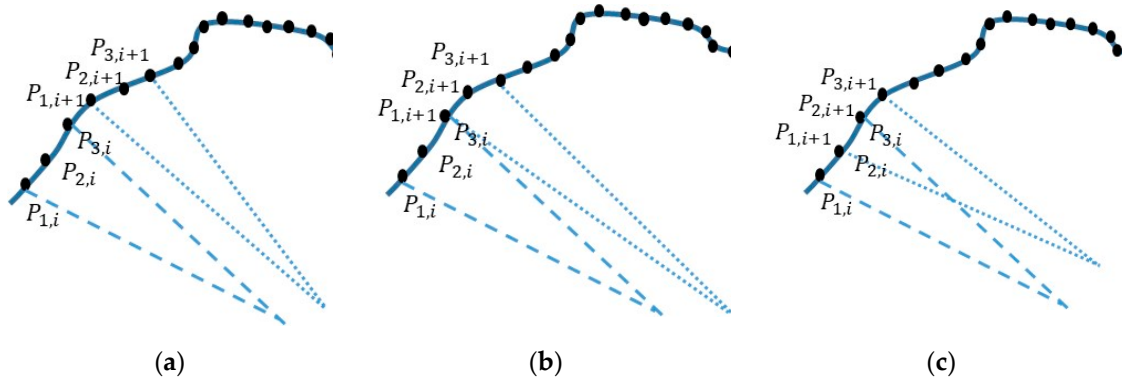 P3,i+1
P2,i+1
P1,i+1
P3,i
P2,i
P1,i
(a)
P3,i+1
P2,i+1
P1,i+1
P3,i
P2,i
P1,i
(b)
P3,i+1
P2,i+1
P1,i+1
P3,i
P2,i
P1,i
(c)